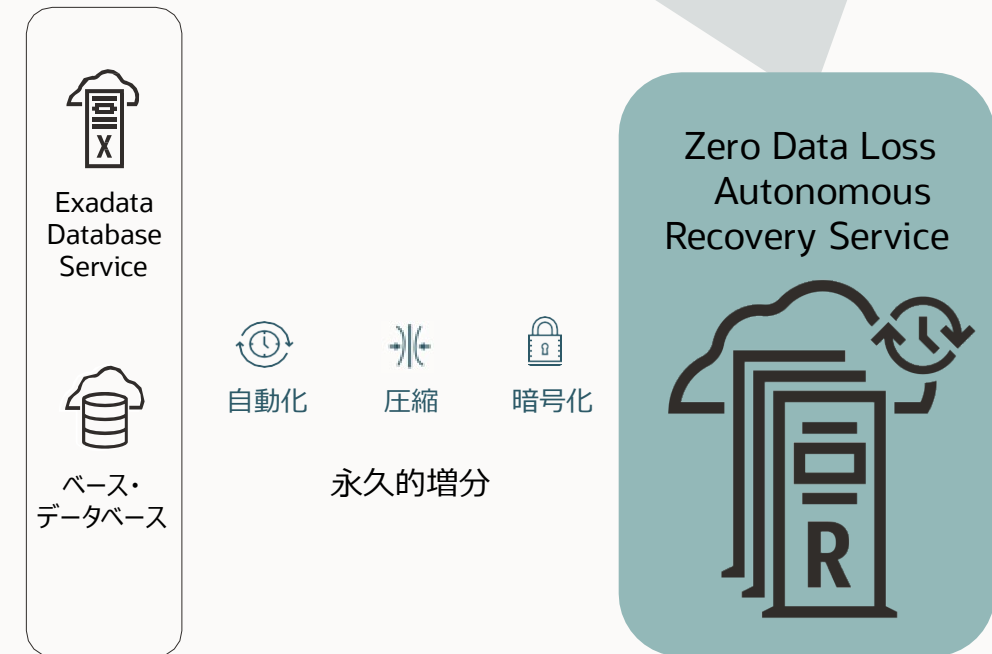 Exadata
Database
Service
ベース・
データベース
自動化
圧縮
暗号化
永久的増分
Zero Data Loss
Autonomous
Recovery Service
X
R